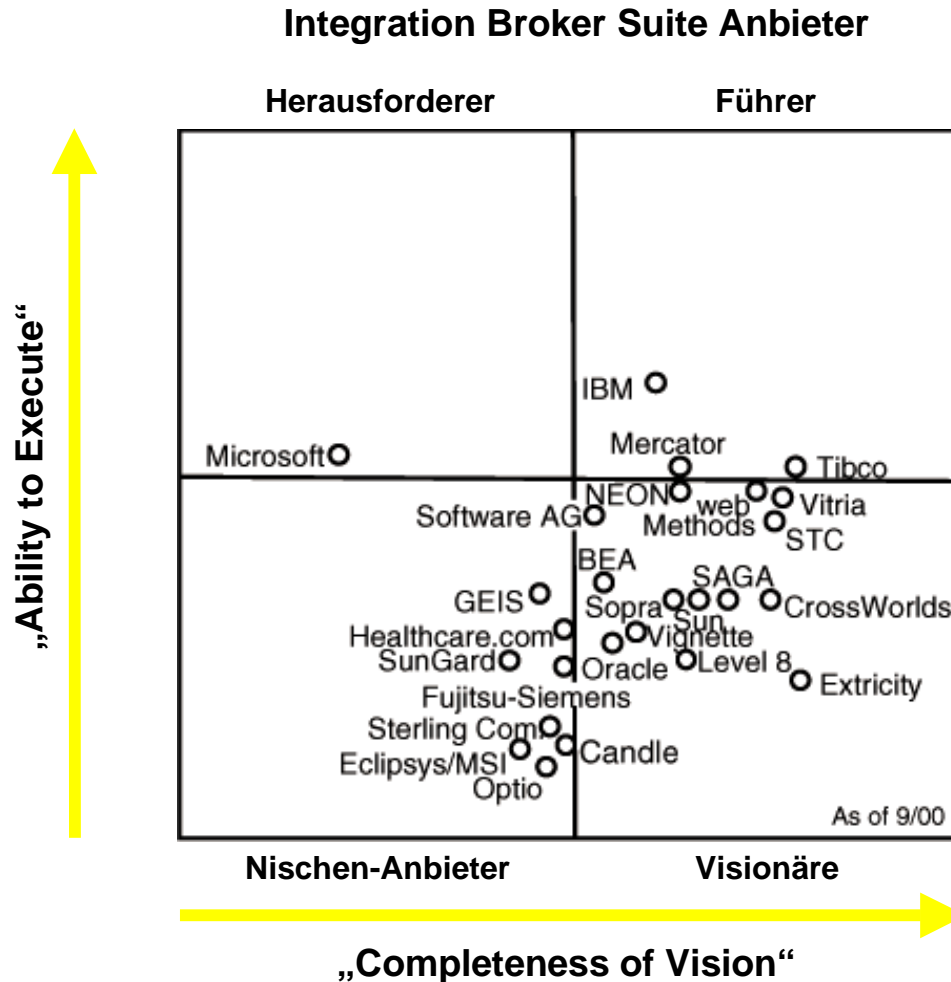 Integration Broker Suite Anbieter
Herausforderer
Führer
„Ability to Execute“
IBM
Mercator
Microsoft
Tibco
NEON
web
Methods
Vitria
Software AG
STC
BEA
SAGA
GEIS
Sopra
Sun
CrossWorlds
Healthcare.com
Vignette
SunGard
Oracle
Level 8
Extricity
Fujitsu-Siemens
Sterling Com.
Candle
Eclipsys/MSI
Optio
As of 9/00
Nischen-Anbieter
Visionäre
„Completeness of Vision“